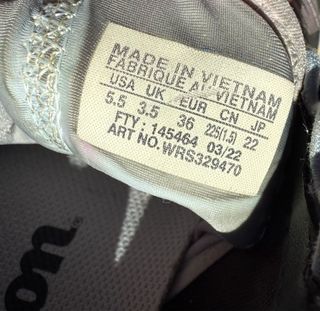 MADE IN VIETNAM
FABRIQUE AU VIETNAM
USA UK EUR CN JP
5.5 3.5 36 225(1.5) 22
FTY: 145464 03/22
ART NO.WRS329470
on